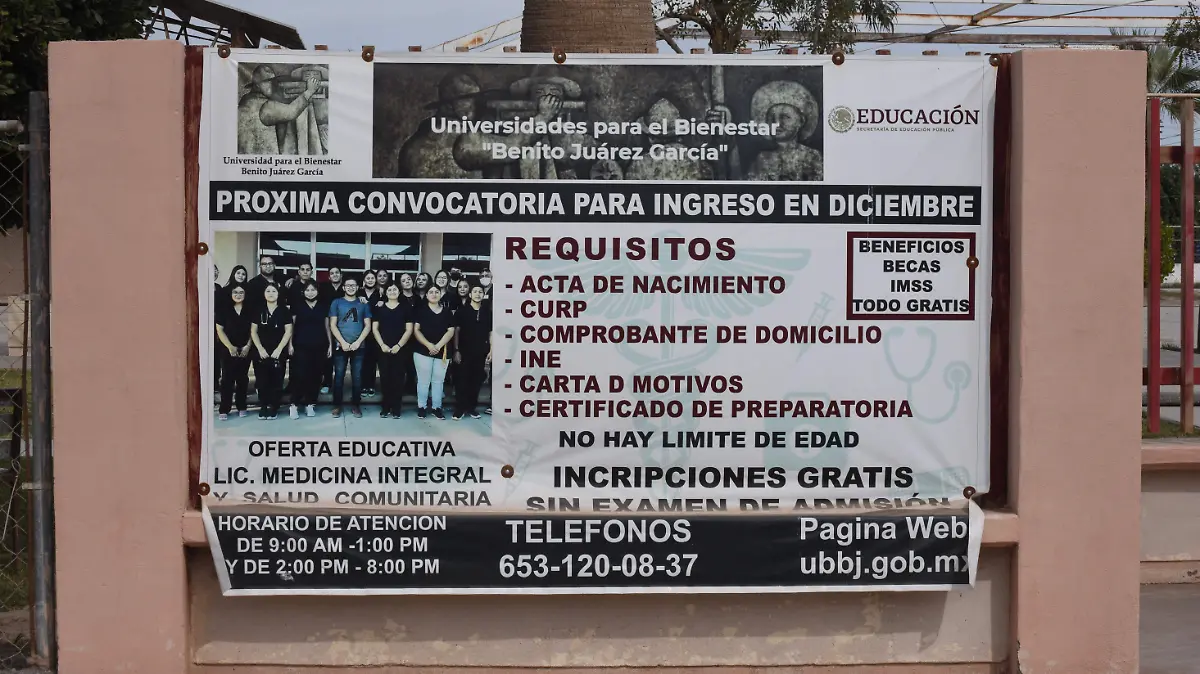 Universidad para el Bienestar
Benito Juárez García
Universidades para el Bienestar
"Benito Juárez García"
EDUCACIÓN
SECRETARÍA DE EDUCACIÓN PÚBLICA
PROXIMA CONVOCATORIA PARA INGRESO EN DICIEMBRE
REQUISITOS
- ACTA DE NACIMIENTO
- CURP
- COMPROBANTE DE DOMICILIO
- INE
- CARTA D MOTIVOS
- CERTIFICADO DE PREPARATORIA
BENEFICIOS
BECAS
IMSS
TODO GRATIS
NO HAY LIMITE DE EDAD
INCRIPCIONES GRATIS
SIN EXAMEN DE ADMISIÓN
OFERTA EDUCATIVA
LIC. MEDICINA INTEGRAL
Y SALUD COMUNITARIA
HORARIO DE ATENCION
DE 9:00 AM -1:00 PM
Y DE 2:00 PM - 8:00 PM
TELEFONOS
653-120-08-37
Pagina Web
ubbj.gob.mx